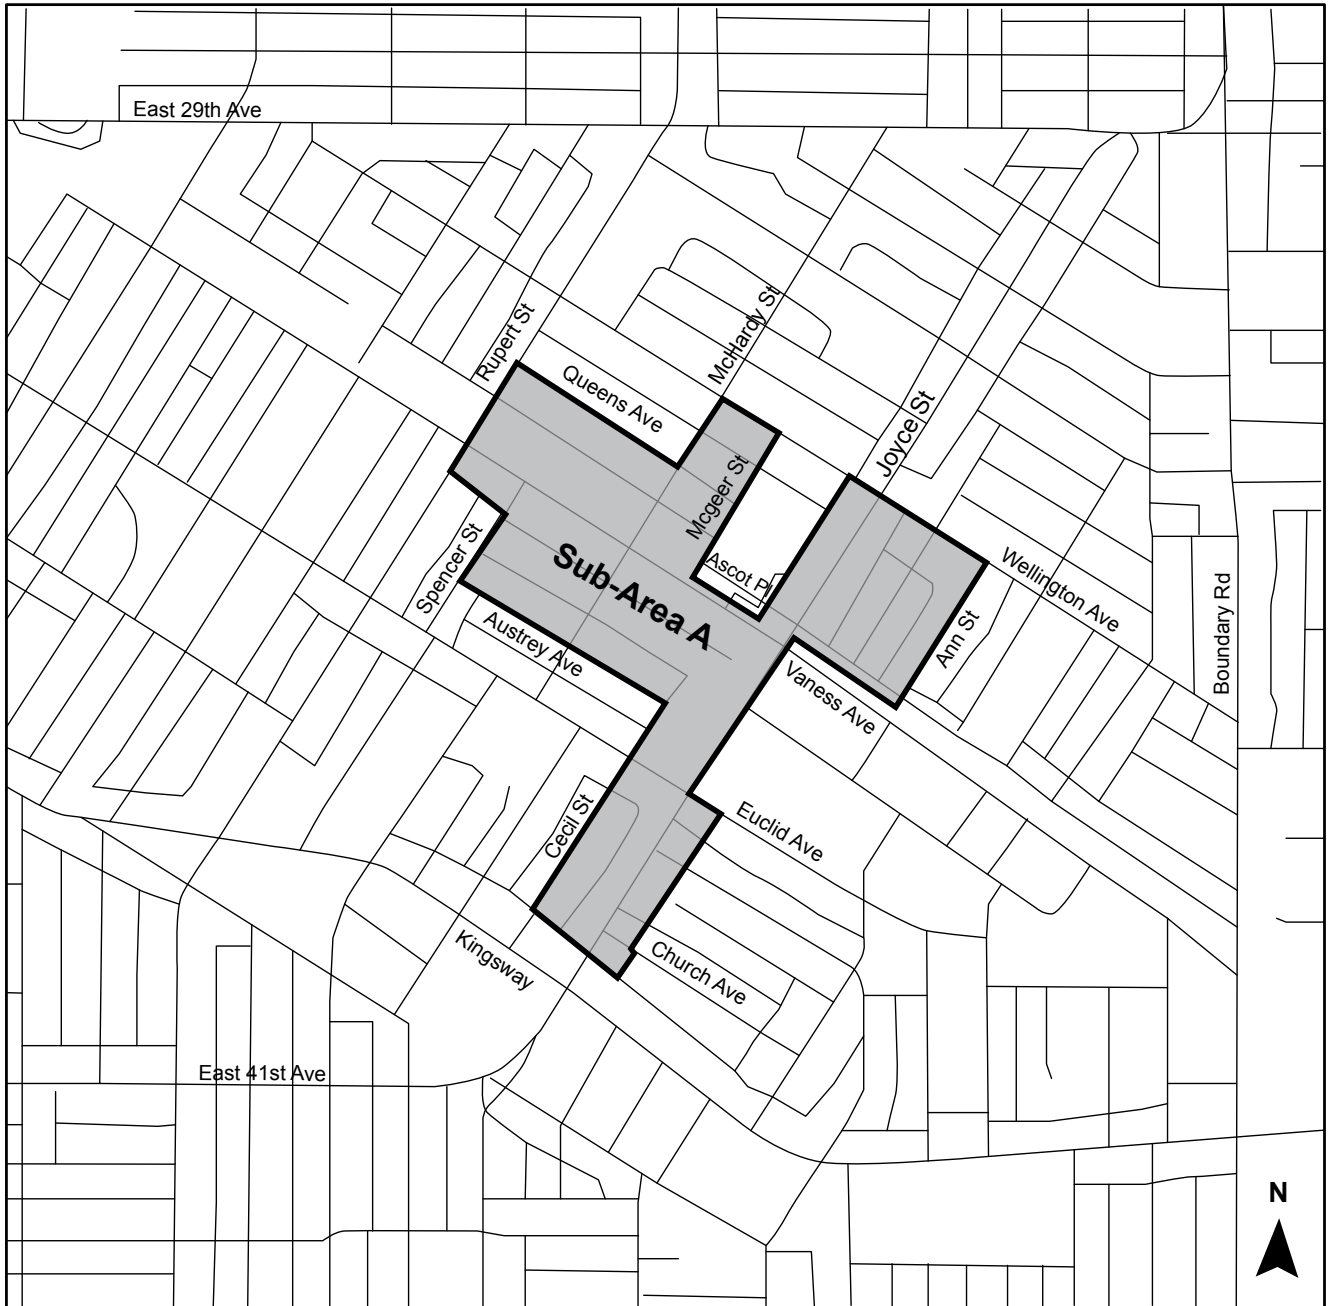 East 29th Ave
Rupert St
McHardy St
Queens Ave
Joyce St
Mcgeer St
Ascot Pl
Spencer St
Sub-Area A
Wellington Ave
Ann St
Boundary Rd
Austrey Ave
Vaness Ave
Cecil St
Euclid Ave
Kingsway
Church Ave
East 41st Ave
N